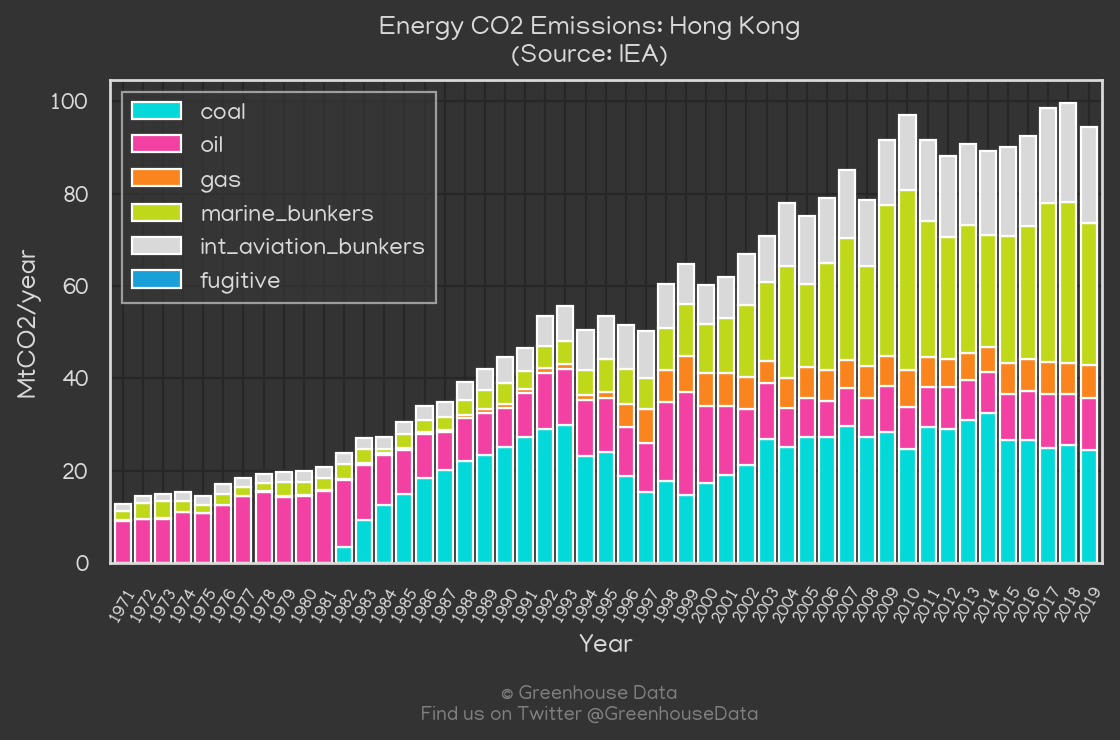 Energy CO2 Emissions: Hong Kong
(Source: IEA)
100
80
60
40
20
0
MtCO2/year
coal
oil
gas
marine_bunkers
int_aviation_bunkers
fugitive
1971 1972 1973 1974 1975 1976 1977 1978 1979 1980 1981 1982 1983 1984 1985 1986 1987 1988 1989 1990 1991 1992 1993 1994 1995 1996 1997 1998 1999 2000 2001 2002 2003 2004 2005 2006 2007 2008 2009 2010 2011 2012 2013 2014 2015 2016 2017 2018 2019
Year
© Greenhouse Data
Find us on Twitter @GreenhouseData